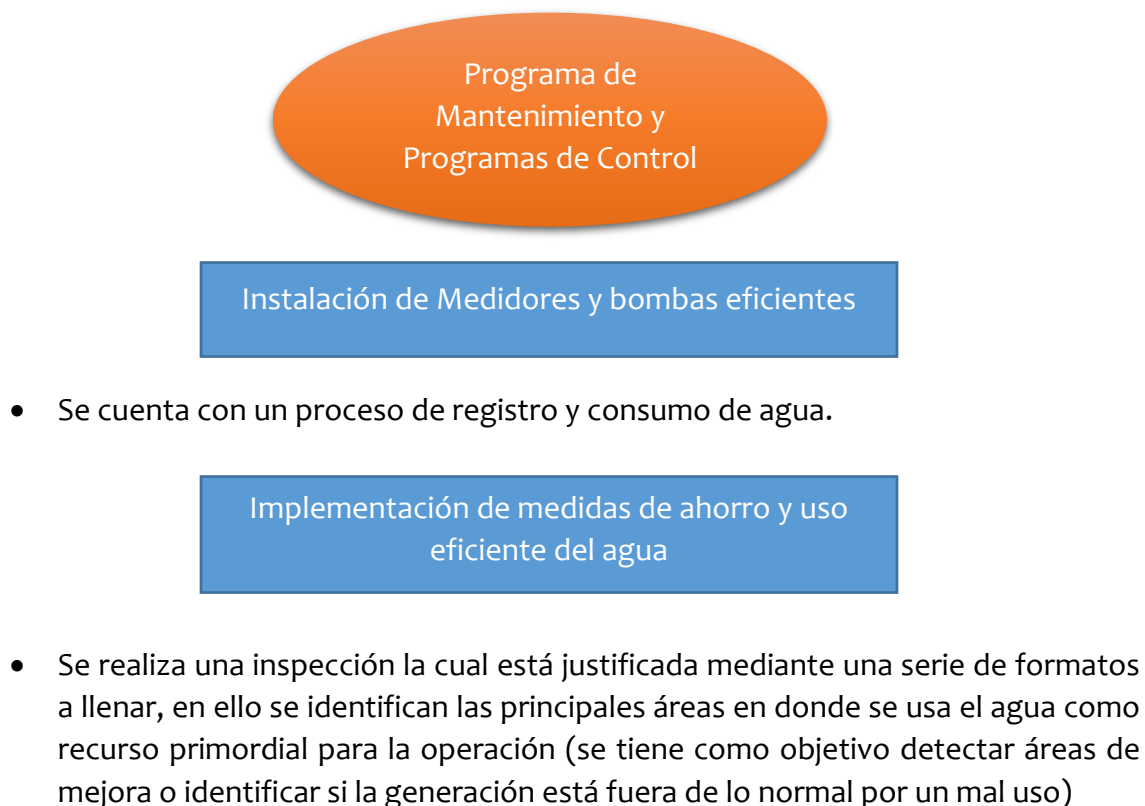 Programa de
Mantenimiento y
Programas de Control
Instalación de Medidores y bombas eficientes
• Se cuenta con un proceso de registro y consumo de agua.
Implementación de medidas de ahorro y uso
eficiente del agua
• Se realiza una inspección la cual está justificada mediante una serie de formatos
a llenar, en ello se identifican las principales áreas en donde se usa el agua como
recurso primordial para la operación (se tiene como objetivo detectar áreas de
mejora o identificar si la generación está fuera de lo normal por un mal uso)